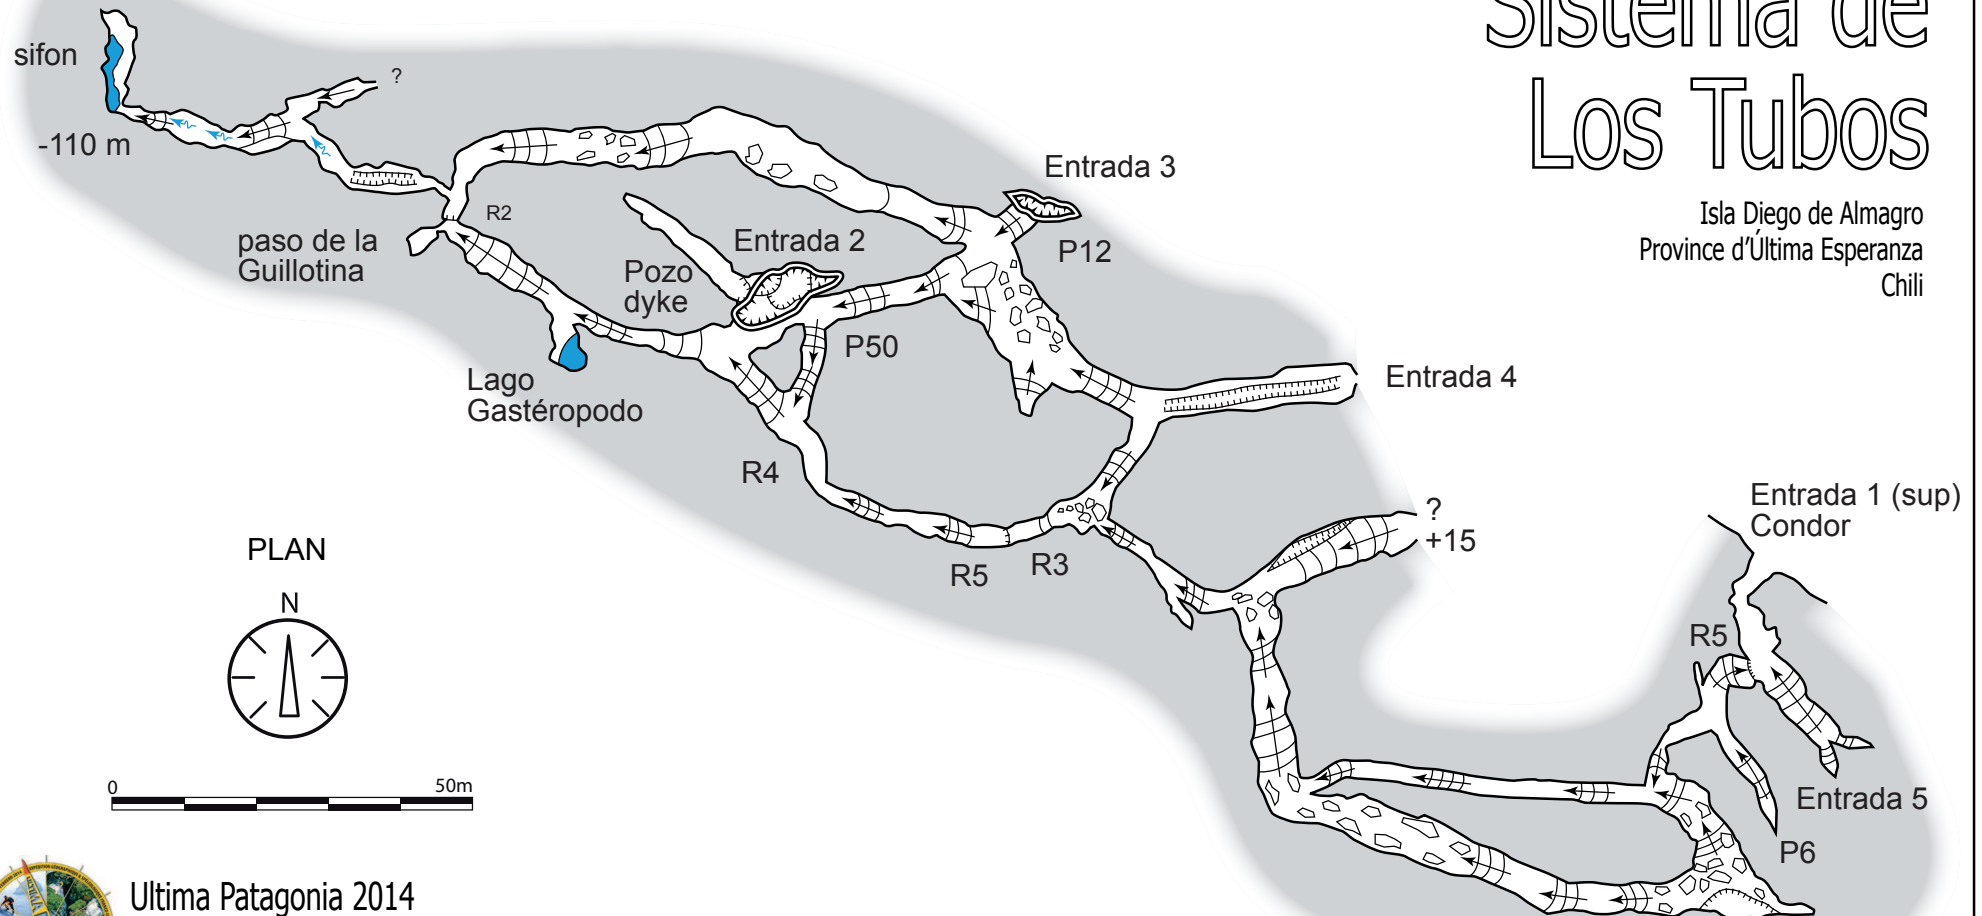 Sistema de
Los Tubos
Isla Diego de Almagro
Province d'Última Esperanza
Chili
sifon
-110 m
?
R2
paso de la
Guillotina
Entrada 3
P12
Entrada 2
Pozo
dyke
P50
Lago
Gastéropodo
Entrada 4
R4
R5
R3
?
+15
Entrada 1 (sup)
Condor
R5
Entrada 5
P6
PLAN
N
0
50m
Ultima Patagonia 2014